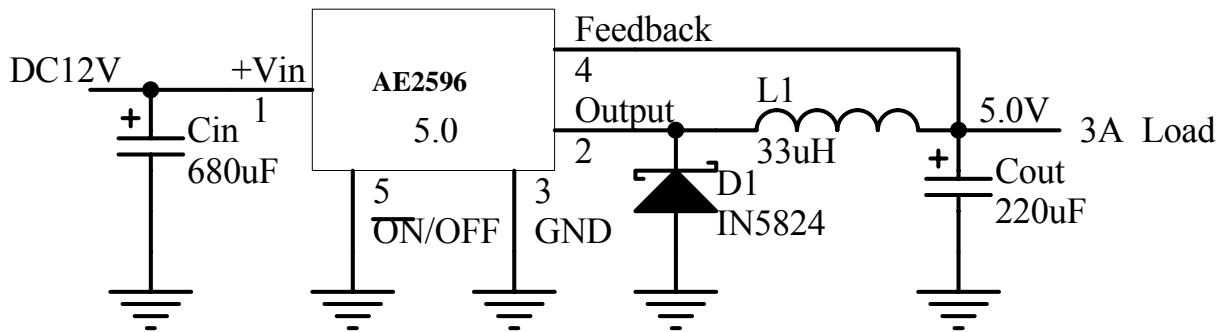 Feedback
DC12V
+Vin
AE2596
4
L1
1
Output
5.0V
+
Cin
5.0
2
33uH
3A Load
680uF
+
Cout
5
3
D1
220uF
ON/OFF
GND
IN5824